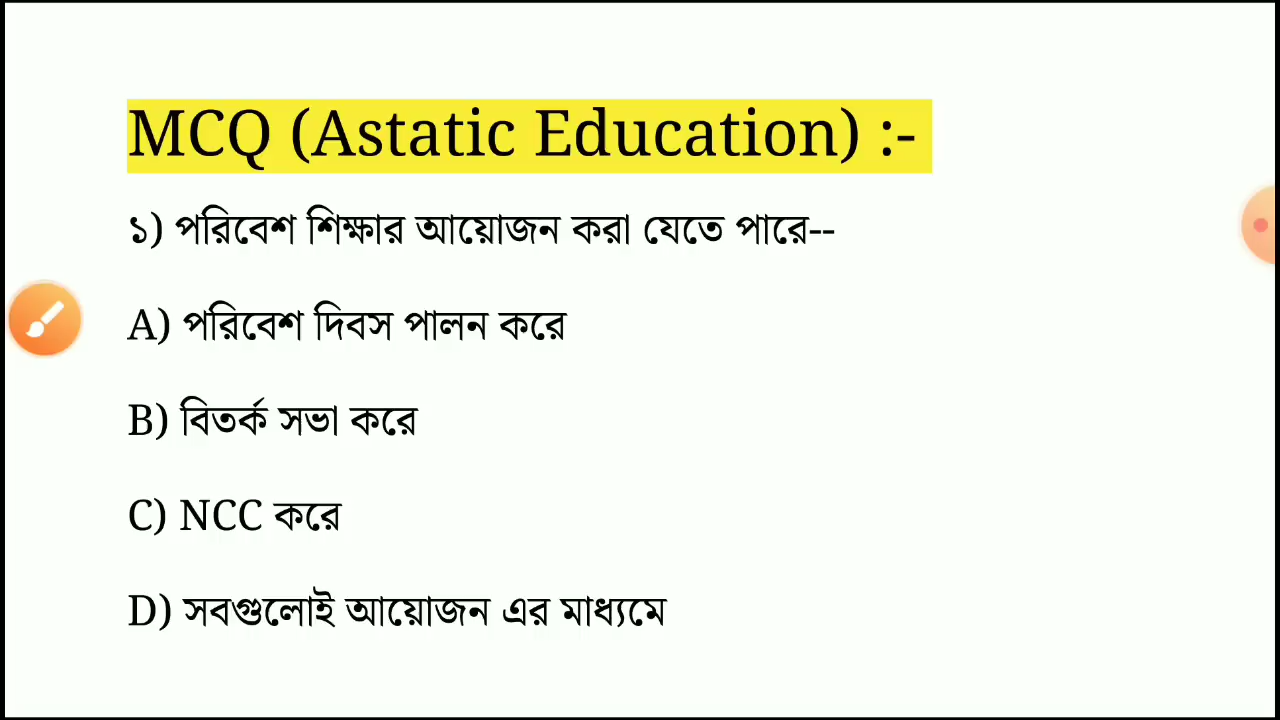 MCQ (Astatic Education) :-
১) পরিবেশ শিক্ষার আয়োজন করা যেতে পারে--
A) পরিবেশ দিবস পালন করে
B) বিতর্ক সভা করে
C) NCC করে
D) সবগুলোই আয়োজন এর মাধ্যমে